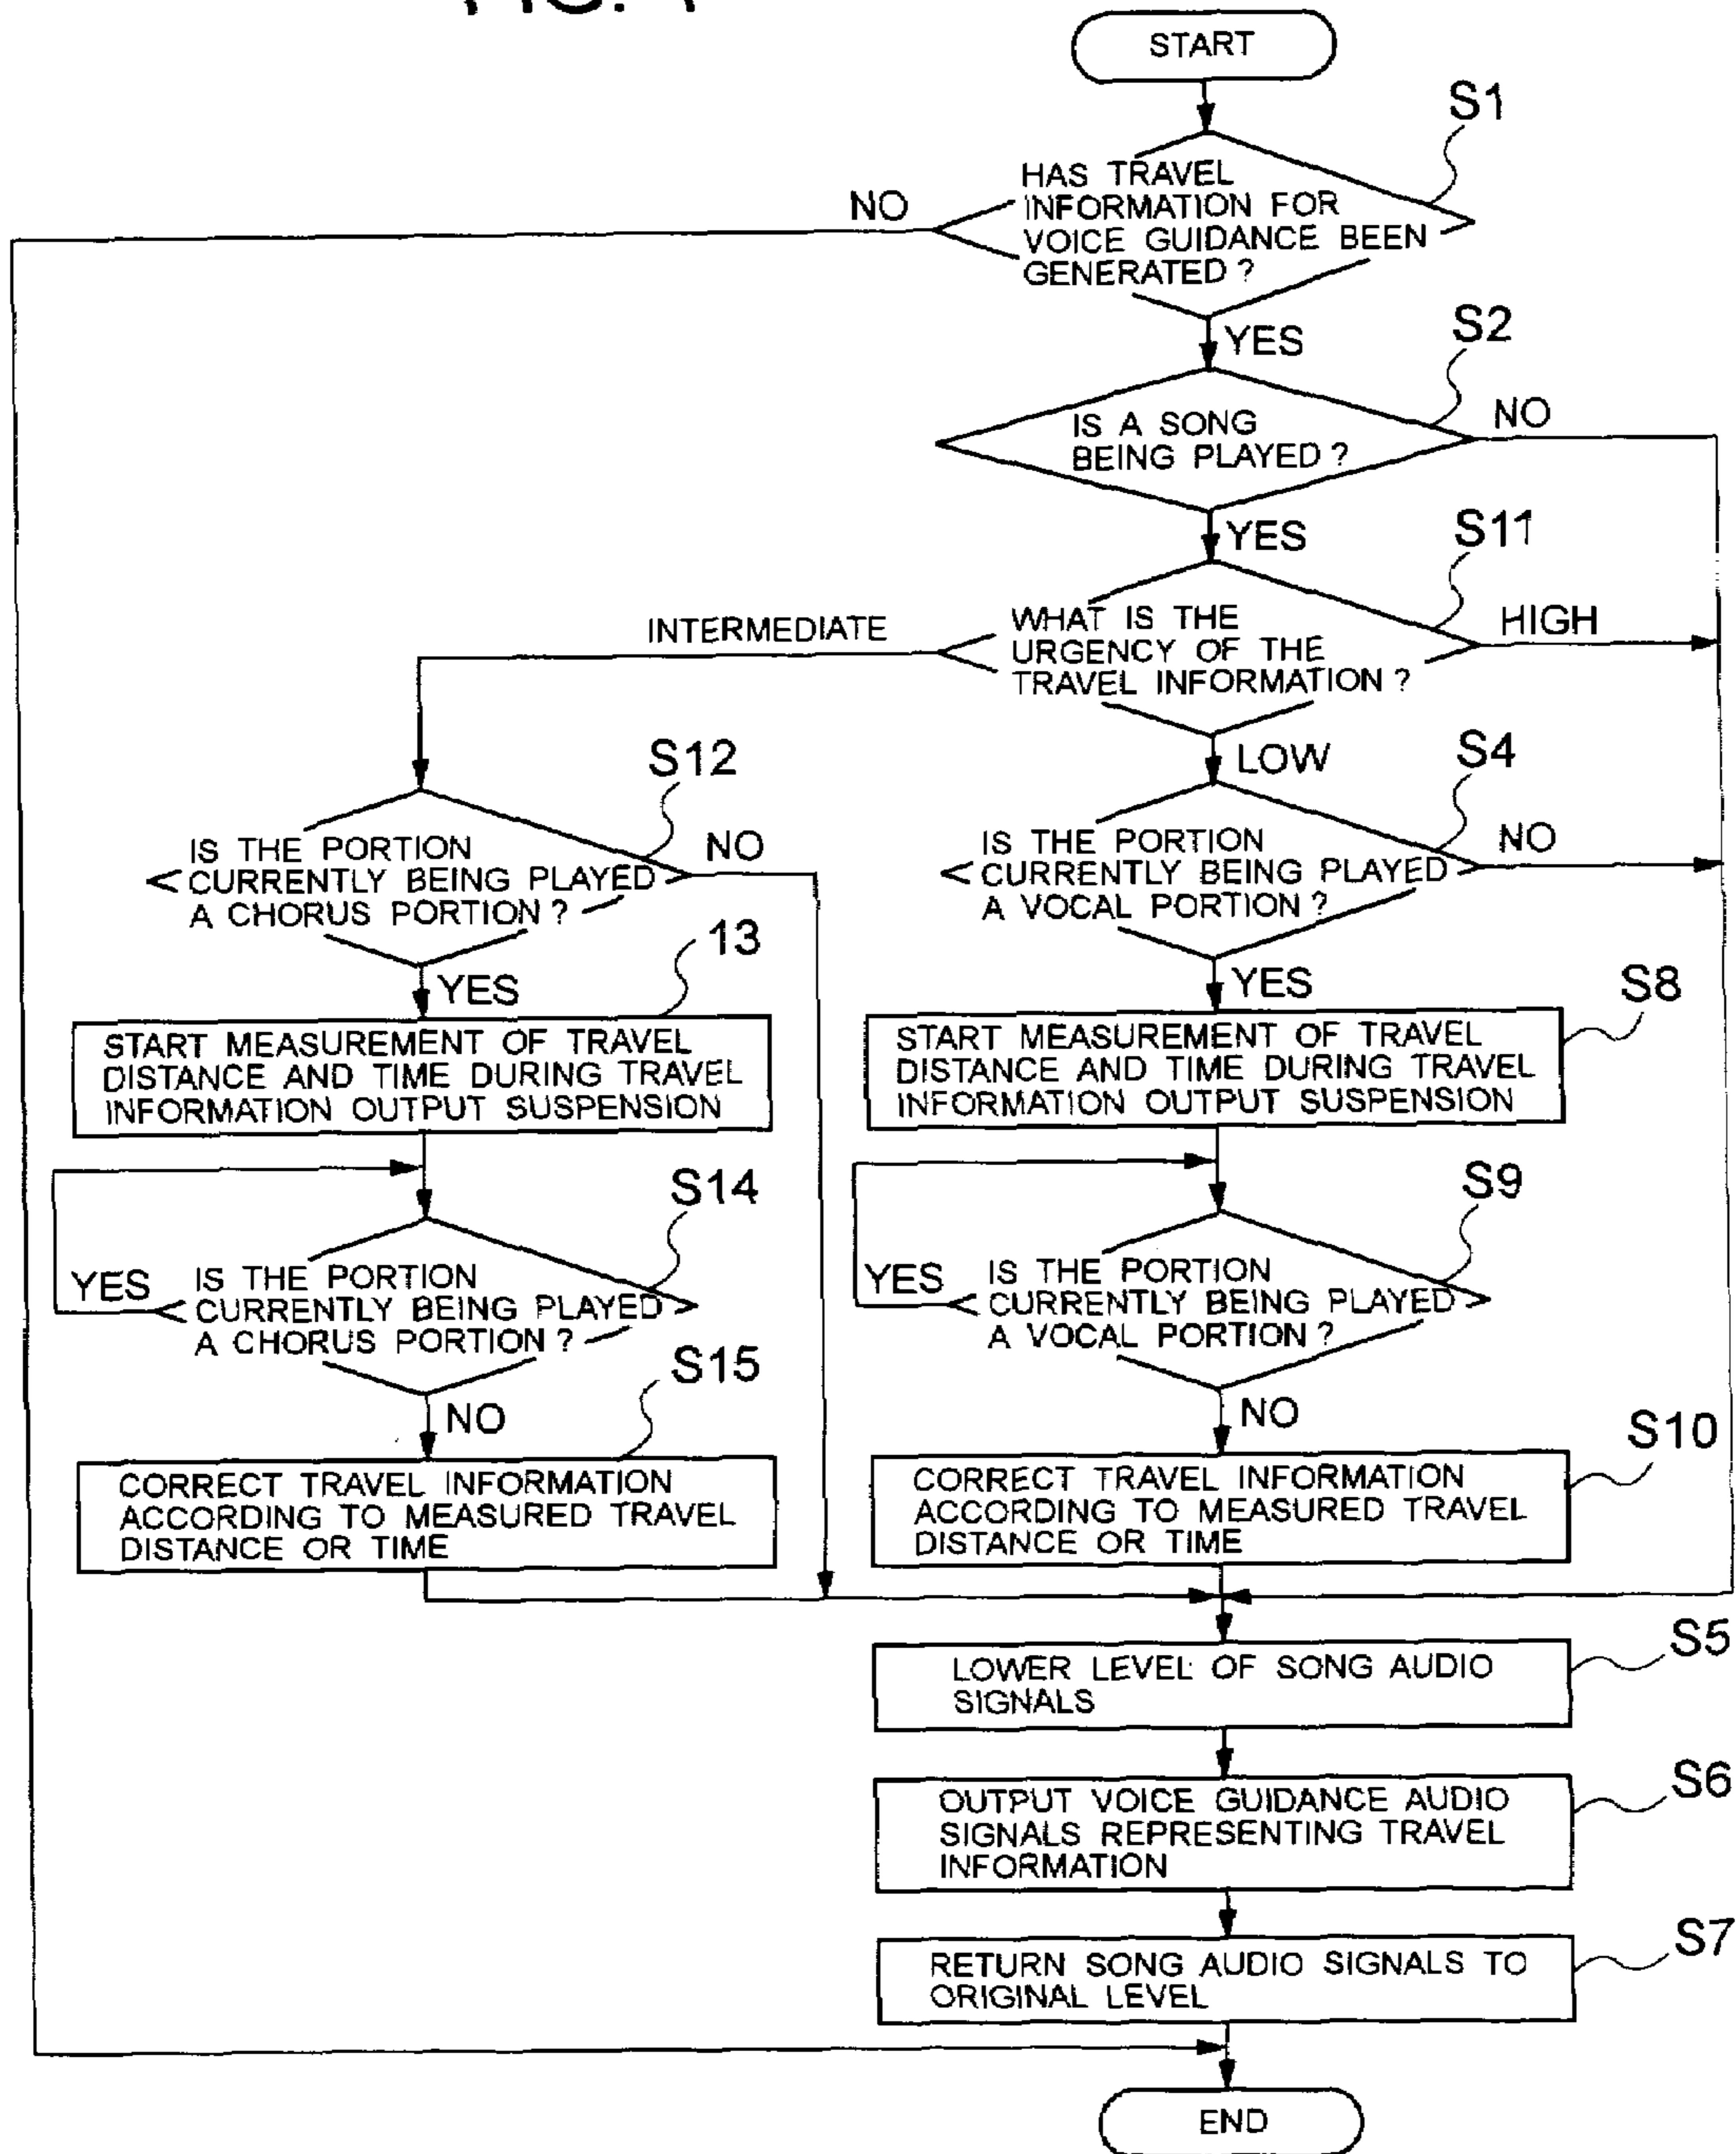 FIG.
START
S1
HAS TRAVEL
INFORMATION FOR
VOICE GUIDANCE BEEN
GENERATED ?
NO
YES
S2
IS A SONG
BEING PLAYED ?
NO
YES
S11
WHAT IS THE
URGENCY OF THE
TRAVEL INFORMATION ?
INTERMEDIATE
HIGH
LOW
S12
IS THE PORTION
CURRENTLY BEING PLAYED
A CHORUS PORTION ?
NO
YES
S4
IS THE PORTION
CURRENTLY BEING PLAYED
A VOCAL PORTION ?
NO
YES
13
START MEASUREMENT OF TRAVEL
DISTANCE AND TIME DURING TRAVEL
INFORMATION OUTPUT SUSPENSION
S8
START MEASUREMENT OF TRAVEL
DISTANCE AND TIME DURING TRAVEL
INFORMATION OUTPUT SUSPENSION
S14
YES
IS THE PORTION
CURRENTLY BEING PLAYED
A CHORUS PORTION ?
NO
S9
YES
IS THE PORTION
CURRENTLY BEING PLAYED
A VOCAL PORTION ?
NO
S15
CORRECT TRAVEL INFORMATION
ACCORDING TO MEASURED TRAVEL
DISTANCE OR TIME
S10
CORRECT TRAVEL INFORMATION
ACCORDING TO MEASURED TRAVEL
DISTANCE OR TIME
S5
LOWER LEVEL OF SONG AUDIO
SIGNALS
S6
OUTPUT VOICE GUIDANCE AUDIO
SIGNALS REPRESENTING TRAVEL
INFORMATION
S7
RETURN SONG AUDIO SIGNALS TO
ORIGINAL LEVEL
END